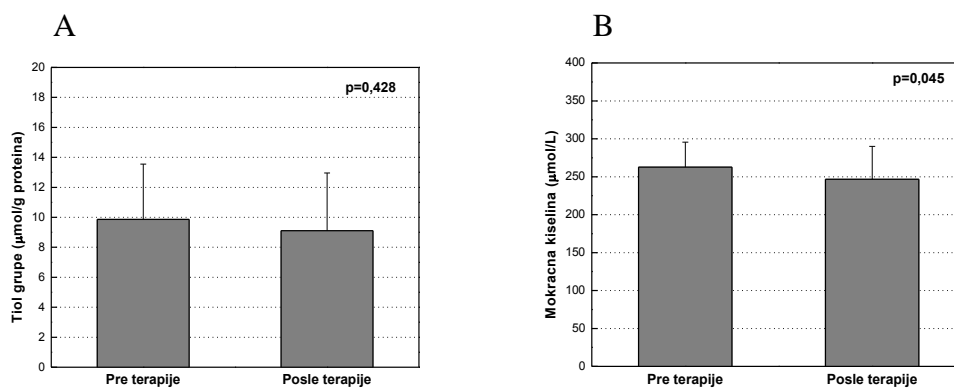 A
Tiol grupe (μmol/g proteina)
20
18
16
14
12
10
8
6
4
2
0
p=0,428
Pre terapije Posle terapije
B
Mokracna kiselina (μmol/L)
400
350
300
250
200
150
100
50
0
p=0,045
Pre terapije Posle terapije